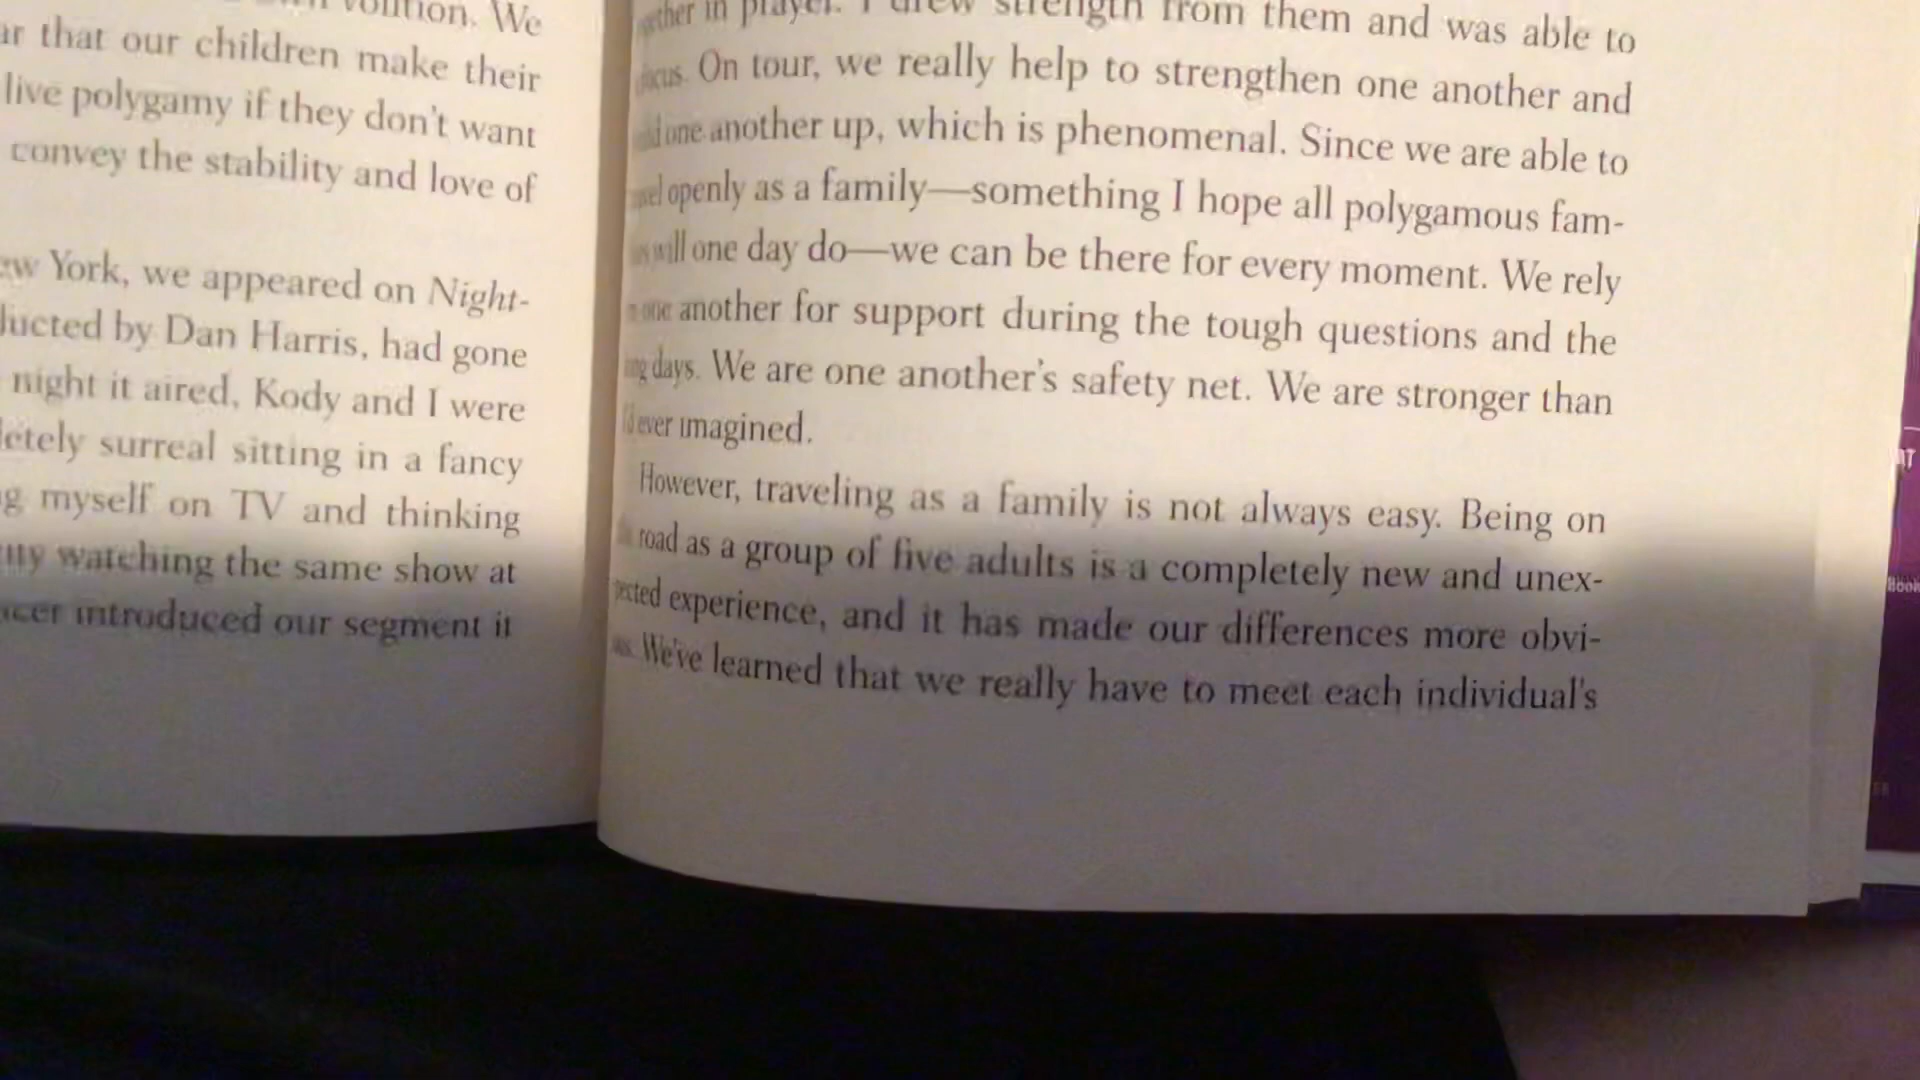 volition. We
that our children make their
live polygamy if they don't want
convey the stability and love of
York, we appeared on Night-
by Dan Harris, had gone
night it aired, Kody and I were
surreal sitting in a fancy
myself on TV and thinking
watching the same show at
introduced our segment it
in prayer. I drew strength from them and was able to
On tour, we really help to strengthen one another and
one another up, which is phenomenal. Since we are able to
openly as a family—something I hope all polygamous fam-
will one day do—we can be there for every moment. We rely
one another for support during the tough questions and the
days. We are one another's safety net. We are stronger than
ever imagined.
However, traveling as a family is not always easy. Being on
road as a group of five adults is a completely new and unex-
pected experience, and it has made our differences more obvi-
We've learned that we really have to meet each individual's